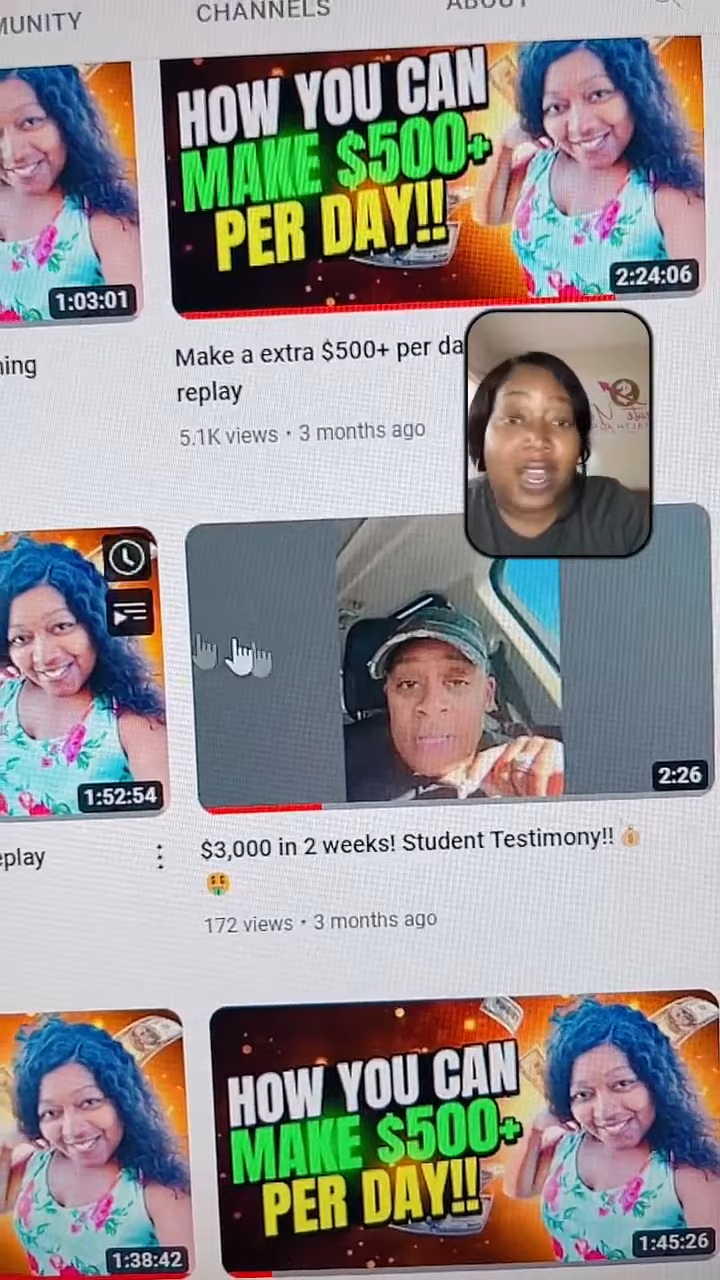 MUNITY
CHANNELS
ABOUT
HOW YOU CAN
MAKE $500+
PER DAY!!
1:03:01
2:24:06
ning
Make a extra $500+ per da
replay
5.1K views • 3 months ago
1:52:54
2:26
eplay
$3,000 in 2 weeks! Student Testimony!! 💰
🤑
172 views • 3 months ago
HOW YOU CAN
MAKE $500+
PER DAY!!
1:38:42
1:45:26